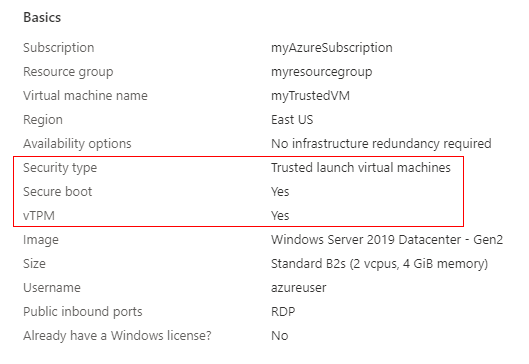 Basics
Subscription myAzureSubscription
Resource group myresourcegroup
Virtual machine name myTrustedVM
Region East US
Availability options No infrastructure redundancy required
Security type Trusted launch virtual machines
Secure boot Yes
vTPM Yes
Image Windows Server 2019 Datacenter - Gen2
Size Standard B2s (2 vcpus, 4 GiB memory)
Username azureuser
Public inbound ports RDP
Already have a Windows license? No